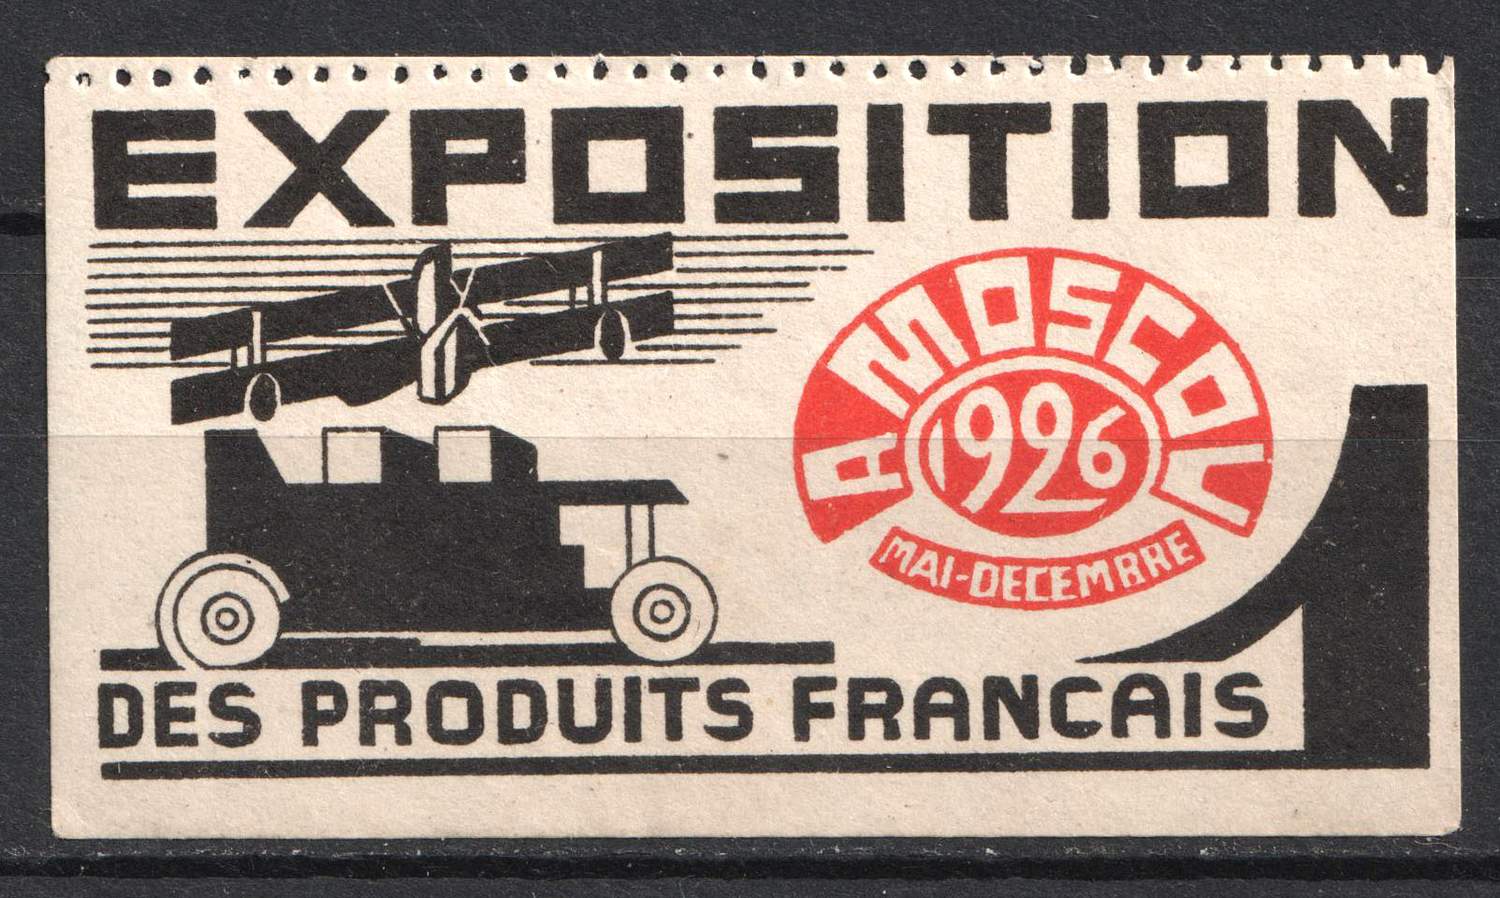 EXPOSITION
A MOSCOU
1926
MAI-DECEMBRE
DES PRODUITS FRANCAIS